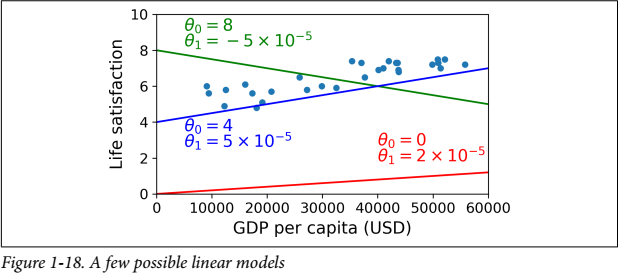 10
8
6
4
2
0
Life satisfaction
θ0 = 8
θ1 = −5 × 10−5
θ0 = 4
θ1 = 5 × 10−5
θ0 = 0
θ1 = 2 × 10−5
0 10000 20000 30000 40000 50000 60000
GDP per capita (USD)
Figure 1-18. A few possible linear models